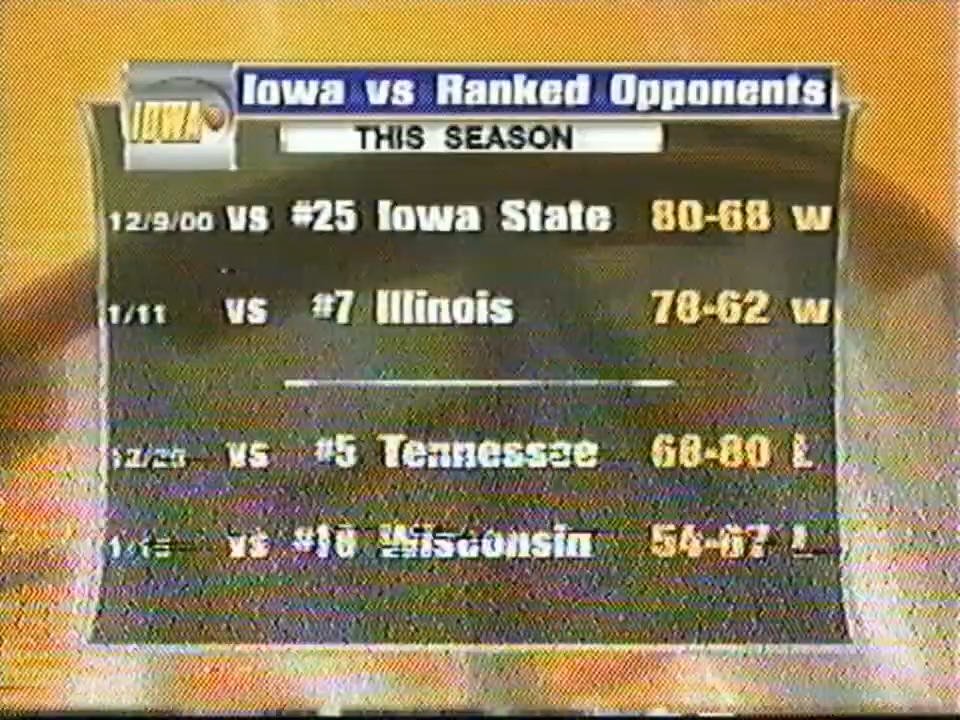 Iowa vs Ranked Opponents
IOWA
THIS SEASON
12/9/00 vs #25 Iowa State 80-68 W
1/11 vs #7 Illinois 78-62 W
vs #5 Tennessee 68-80 L
vs Wisconsin 54-67 L